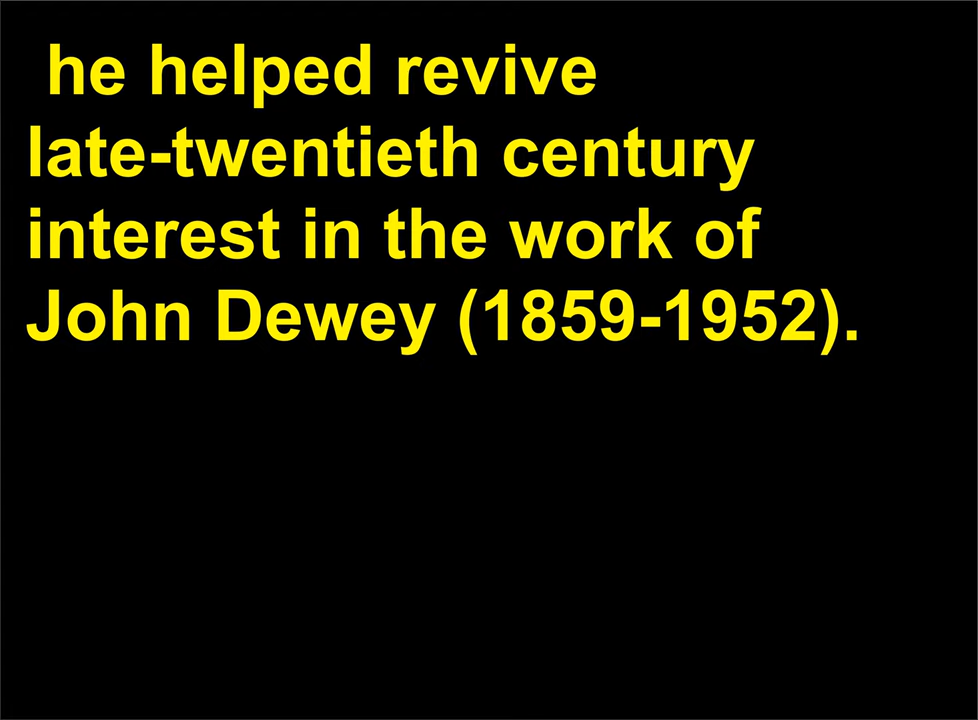 he helped revive
late-twentieth century
interest in the work of
John Dewey (1859-1952).